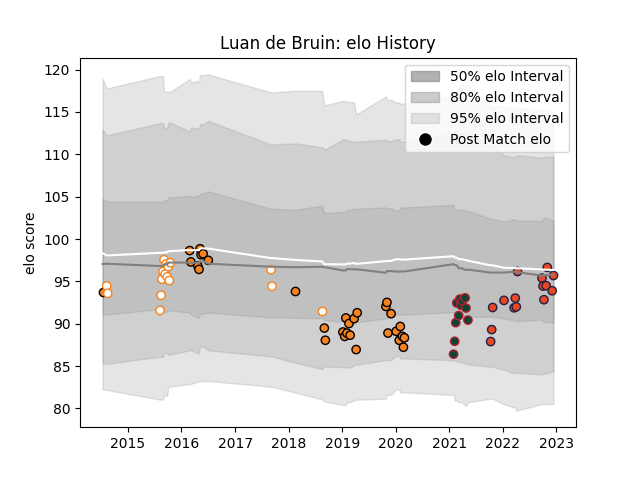 Luan de Bruin: elo History
120
115
110
105
100
95
90
85
80
elo score
50% elo Interval
80% elo Interval
95% elo Interval
Post Match elo
2015 2016 2017 2018 2019 2020 2021 2022 2023